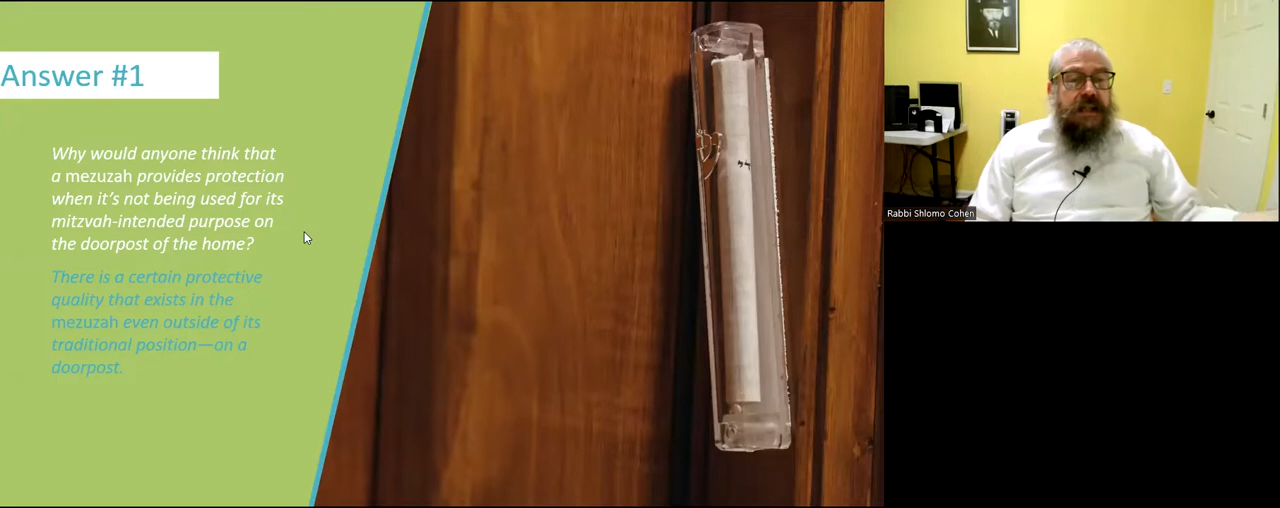 Answer #1
Why would anyone think that
a mezuzah provides protection
when it's not being used for its
mitzvah-intended purpose on
the doorpost of the home?
There is a certain protective
quality that exists in the
mezuzah even outside of its
traditional position—on a
doorpost.
Rabbi Shlomo Cohen